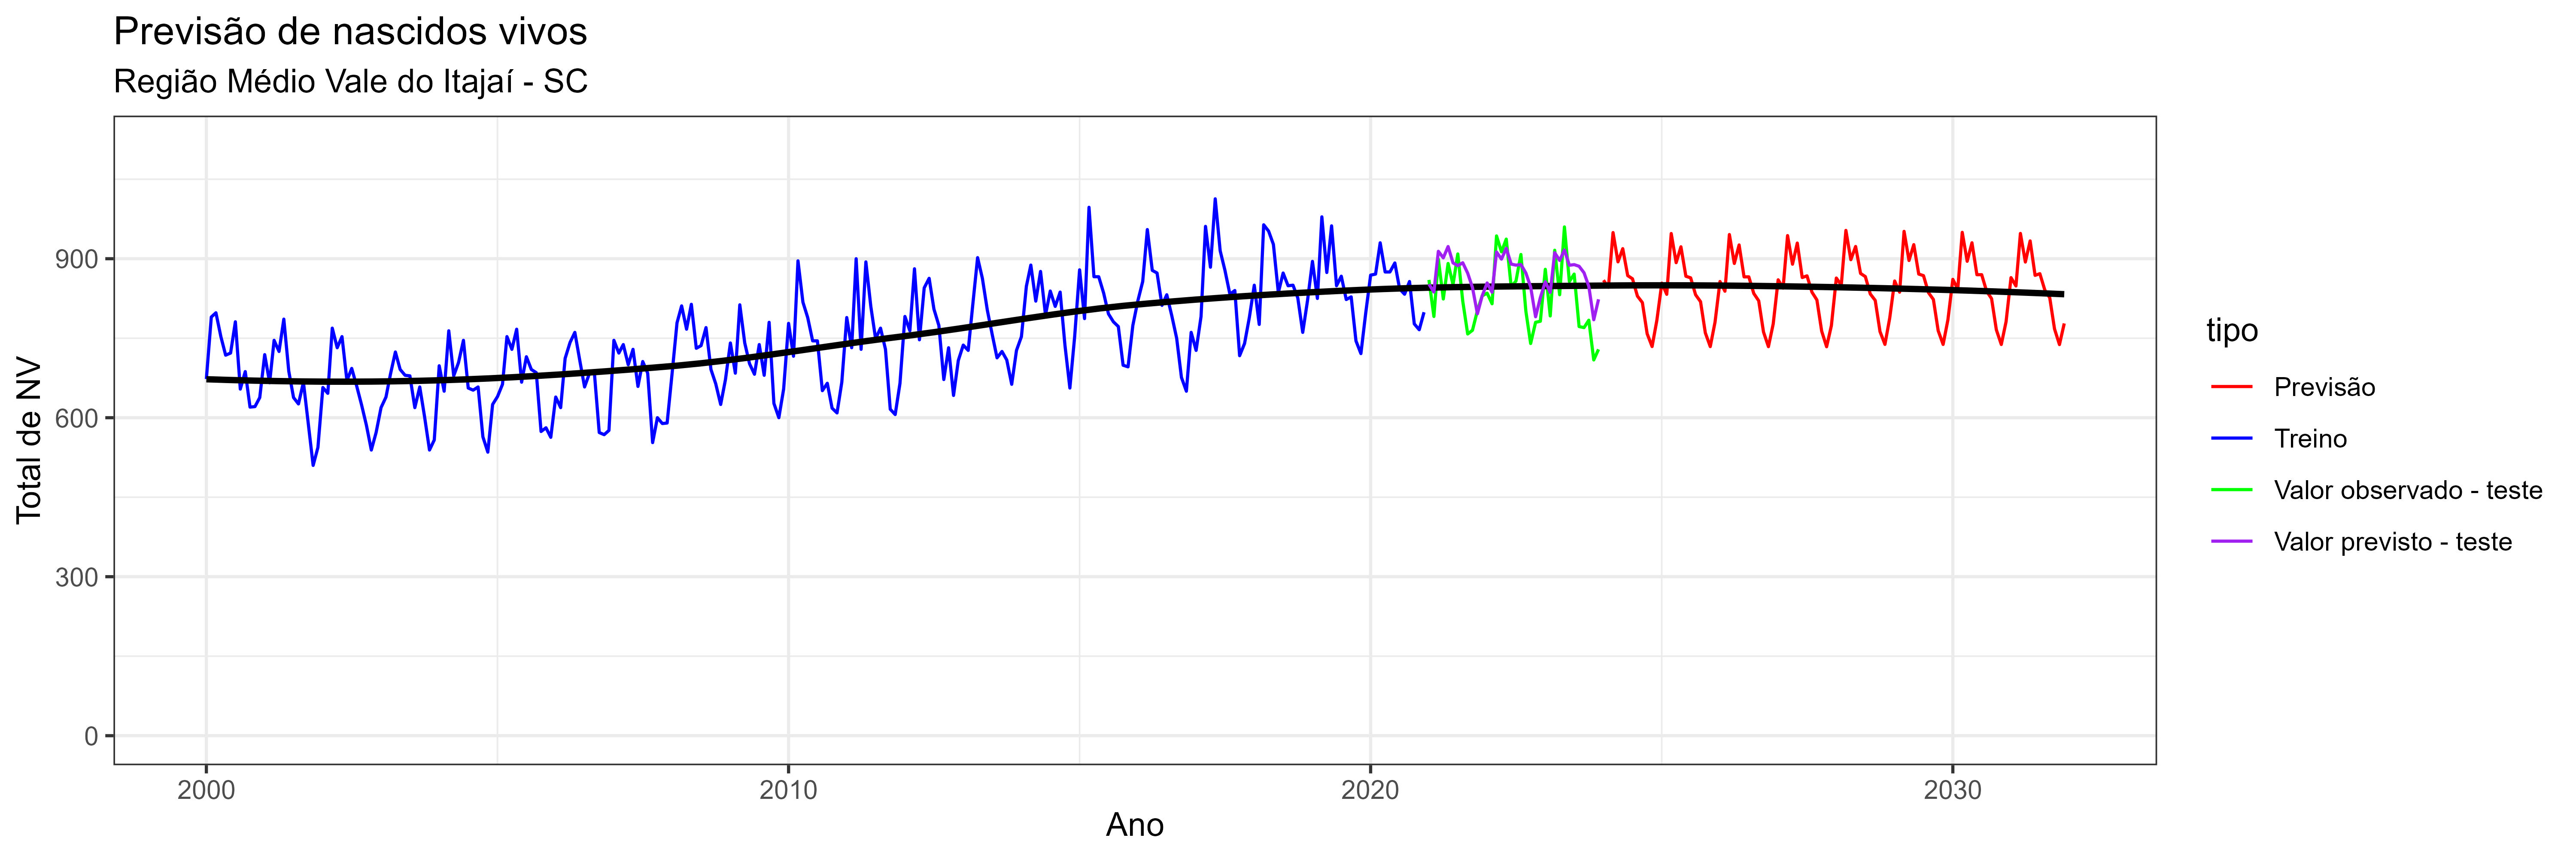 Previsão de nascidos vivos
Região Médio Vale do Itajaí - SC
Total de NV
900
600
300
0
2000
2010
2020
2030
Ano
tipo
Previsão
Treino
Valor observado - teste
Valor previsto - teste